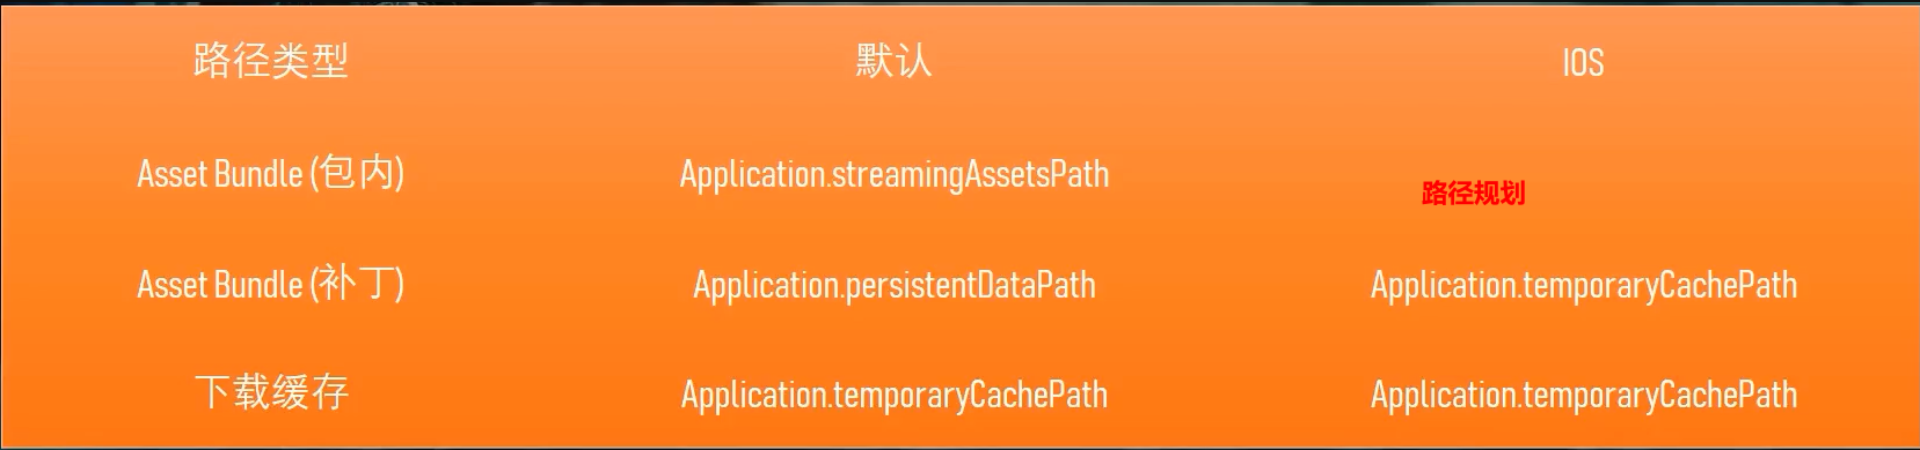 路径类型 默认 IOS
Asset Bundle (包内) Application.streamingAssetsPath
路径规划
Asset Bundle (补丁) Application.persistentDataPath Application.temporaryCachePath
下载缓存 Application.temporaryCachePath Application.temporaryCachePath